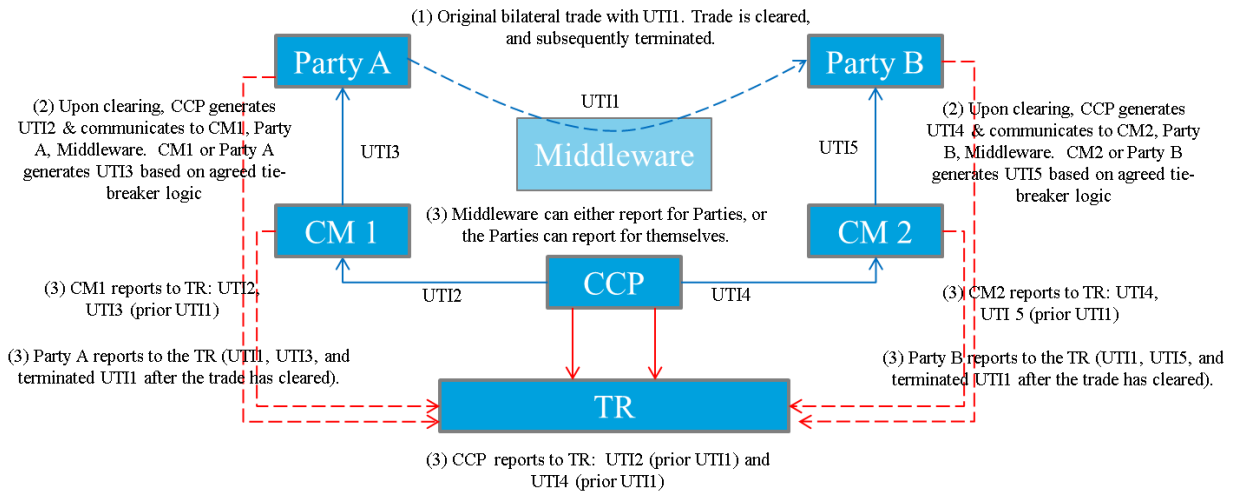 (1) Original bilateral trade with UTI1. Trade is cleared,
and subsequently terminated.
Party A
Party B
UTI1
Middleware
(2) Upon clearing, CCP generates
UTI2 & communicates to CM1, Party
A, Middleware.  CM1 or Party A
generates UTI3 based on agreed tie-
breaker logic
UTI3
UTI5
(2) Upon clearing, CCP generates
UTI4 & communicates to CM2, Party
B, Middleware.  CM2 or Party B
generates UTI5 based on agreed tie-
breaker logic
(3) Middleware can either report for Parties, or
the Parties can report for themselves.
CM 1
CM 2
CCP
UTI2
UTI4
(3) CM1 reports to TR: UTI2,
UTI3 (prior UTI1)
(3) CM2 reports to TR: UTI4,
UTI 5 (prior UTI1)
(3) Party A reports to the TR (UTI1, UTI3, and
terminated UTI1 after the trade has cleared).
(3) Party B reports to the TR (UTI1, UTI5, and
terminated UTI1 after the trade has cleared).
TR
(3) CCP reports to TR:  UTI2 (prior UTI1) and
UTI4 (prior UTI1)